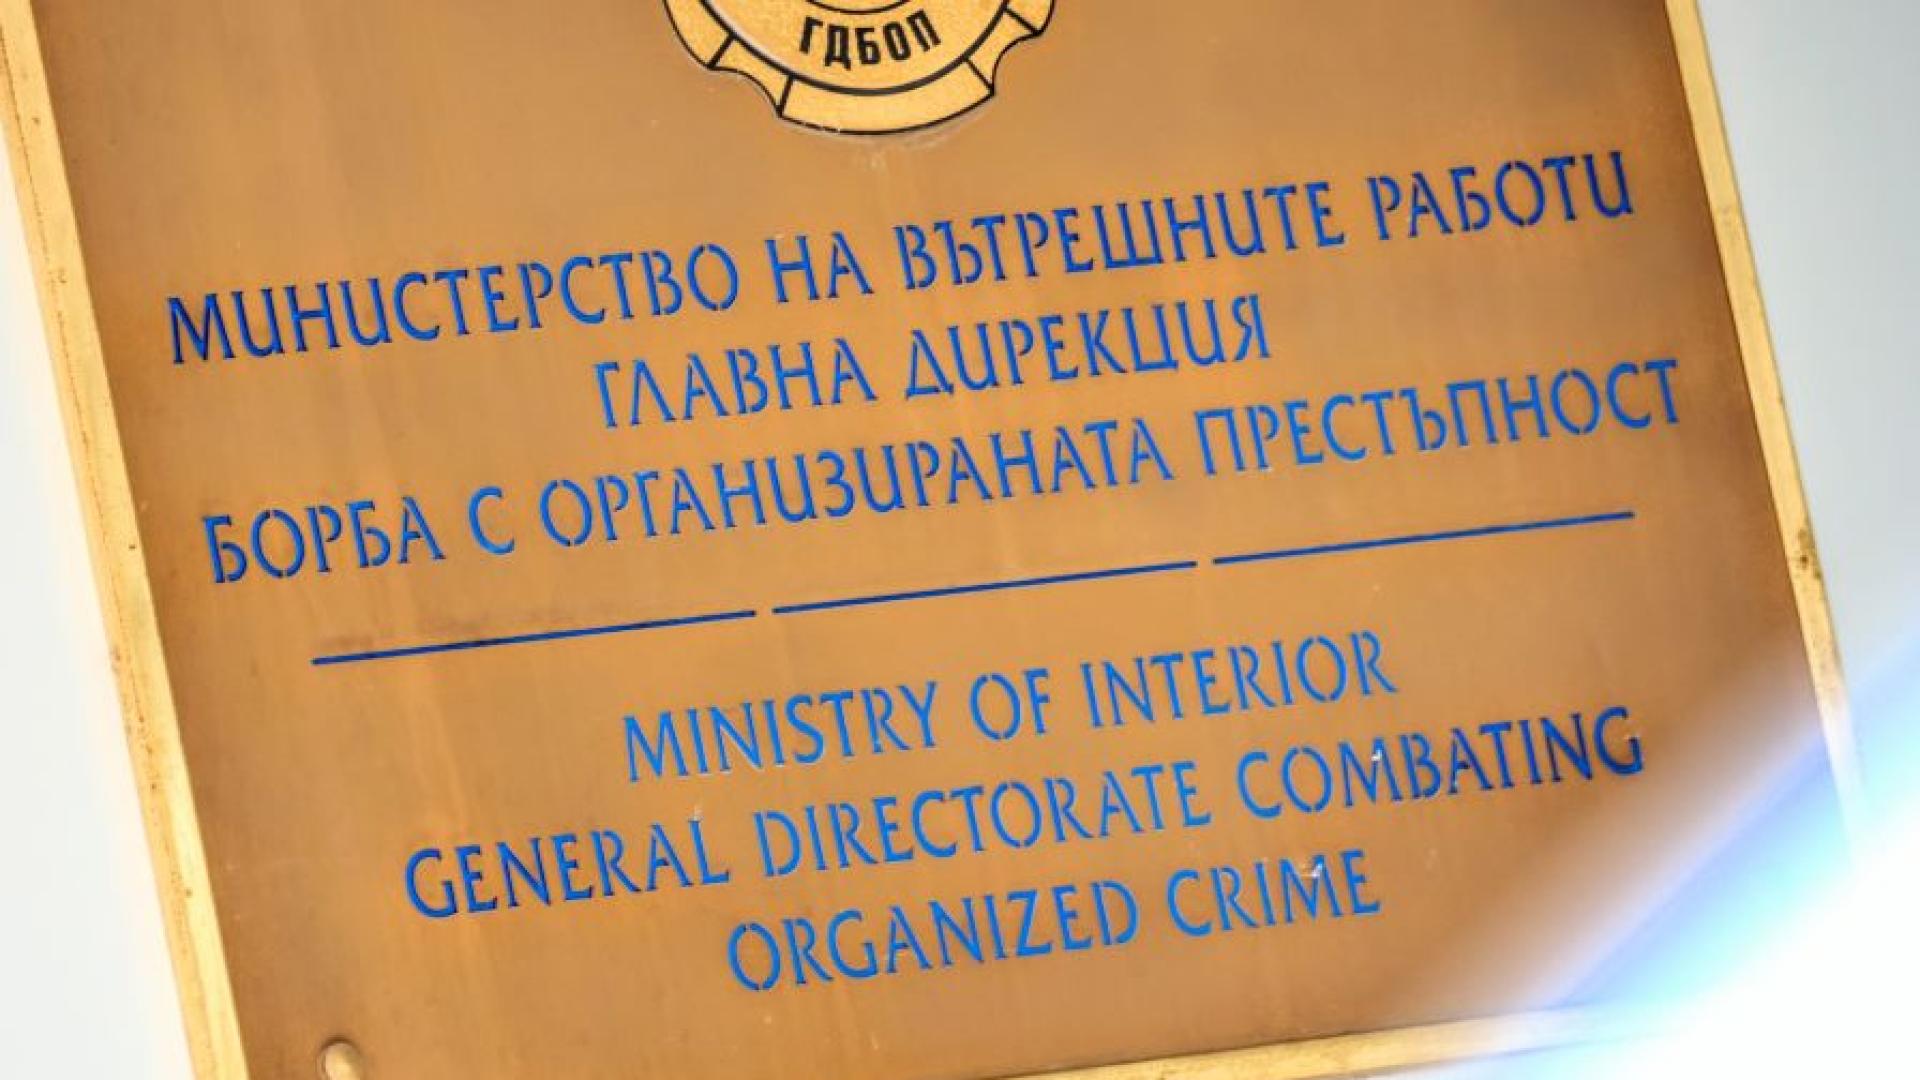 ГДБОП
МИНИСТЕРСТВО НА ВЪТРЕШНИТЕ РАБОТИ
ГЛАВНА ДИРЕКЦИЯ
БОРБА С ОРГАНИЗИРАНАТА ПРЕСТЪПНОСТ
MINISTRY OF INTERIOR
GENERAL DIRECTORATE COMBATING
ORGANIZED CRIME